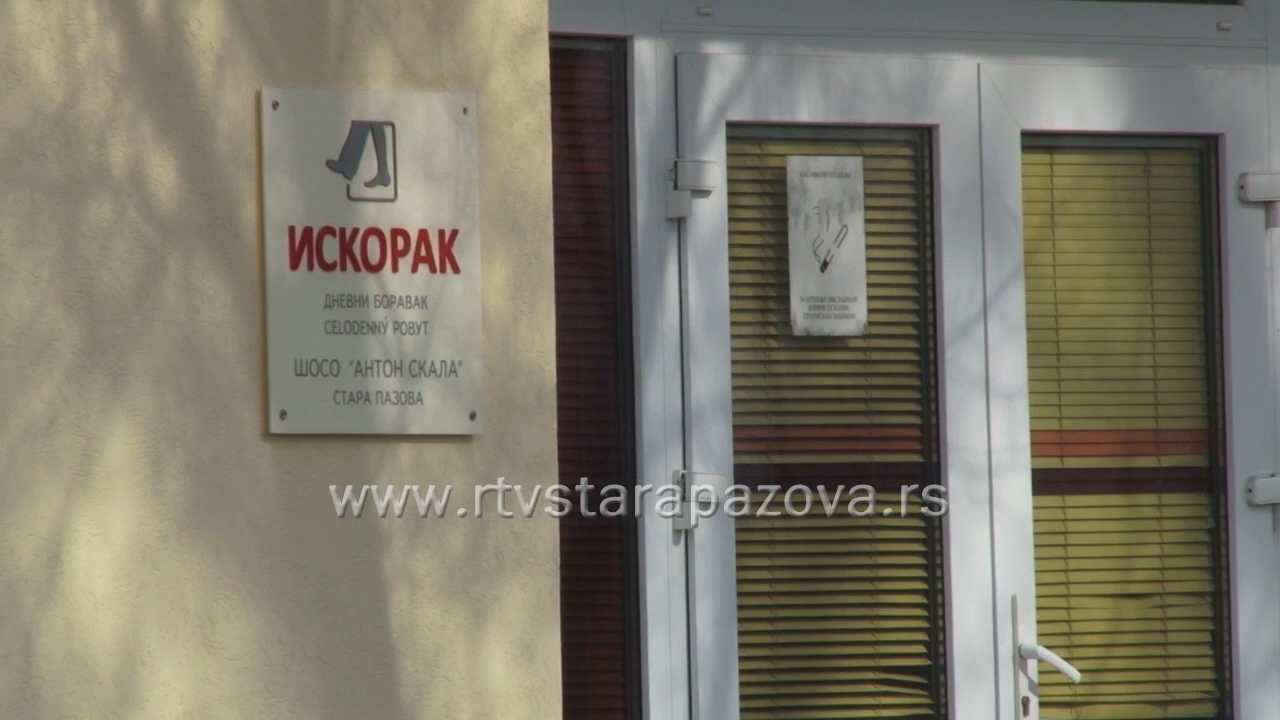 ИСКОРАК
ДНЕВНИ БОРАВАК
CELODENNÝ POBYT
ШОСО "АНТОН СКАЛА"
СТАРА ПАЗОВА
www.rtvstarapazova.rs